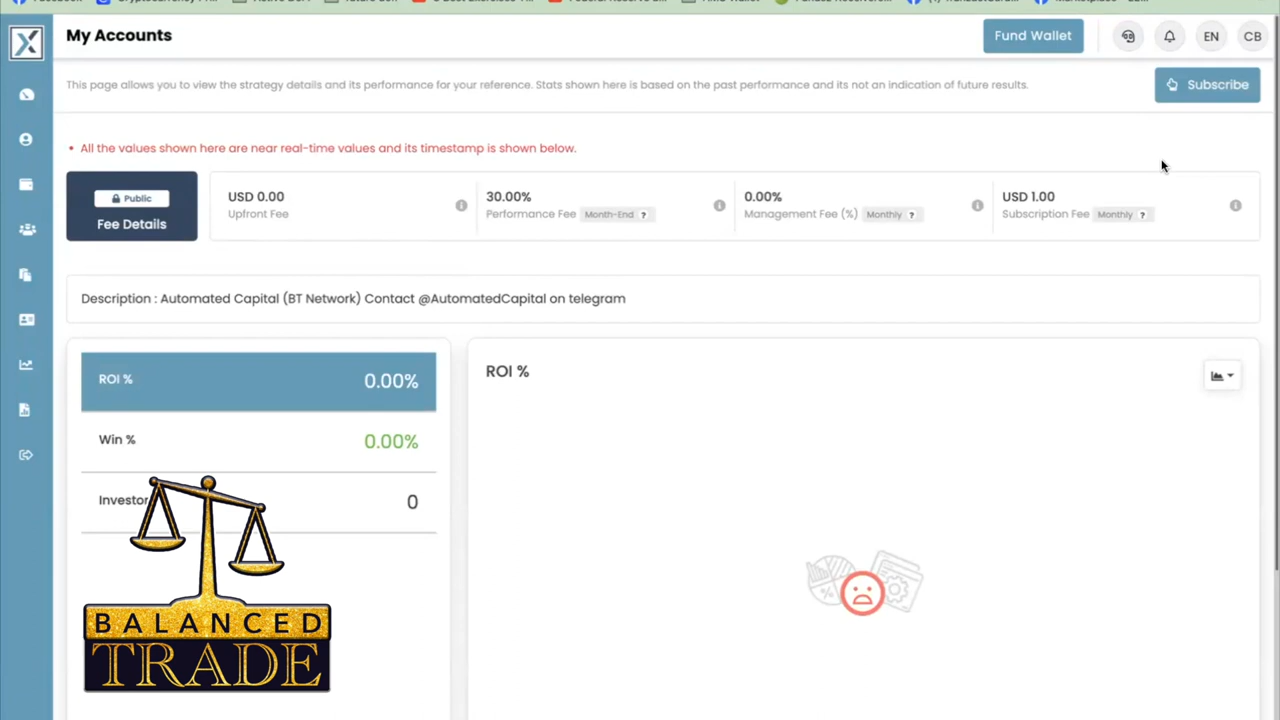 My Accounts
Fund Wallet
EN
CB
This page allows you to view the strategy details and its performance for your reference. Stats shown here is based on the past performance and its not an indication of future results.
Subscribe
• All the values shown here are near real-time values and its timestamp is shown below.
Public
Fee Details
USD 0.00
Upfront Fee
30.00%
Performance Fee Month-End ?
0.00%
Management Fee (%) Monthly ?
USD 1.00
Subscription Fee Monthly ?
Description : Automated Capital (BT Network) Contact @AutomatedCapital on telegram
ROI %
0.00%
ROI %
Win %
0.00%
Investor
0
BALANCED
TRADE